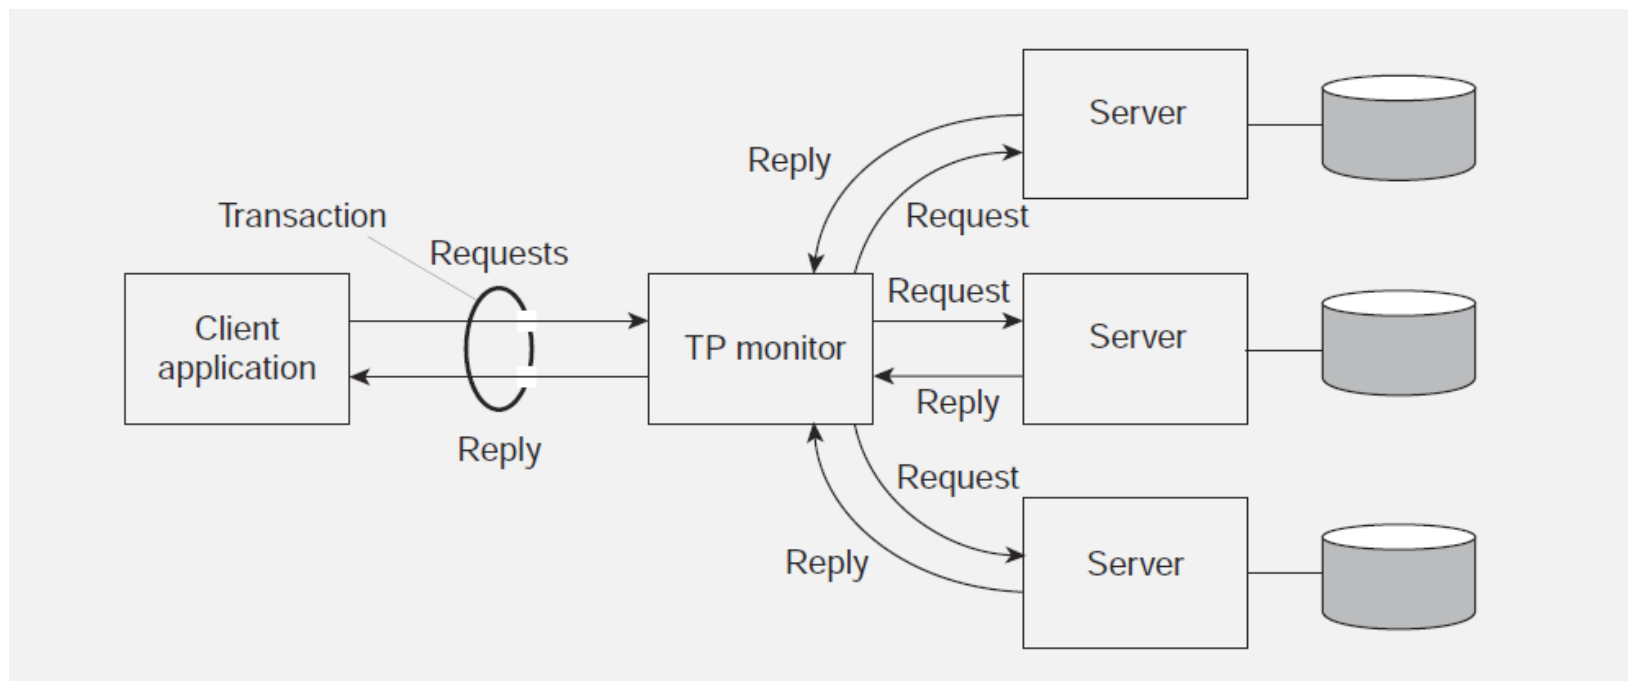 Server
Reply
Request
Transaction
Requests
Request
Client
application
TP monitor
Server
Reply
Reply
Request
Reply
Server